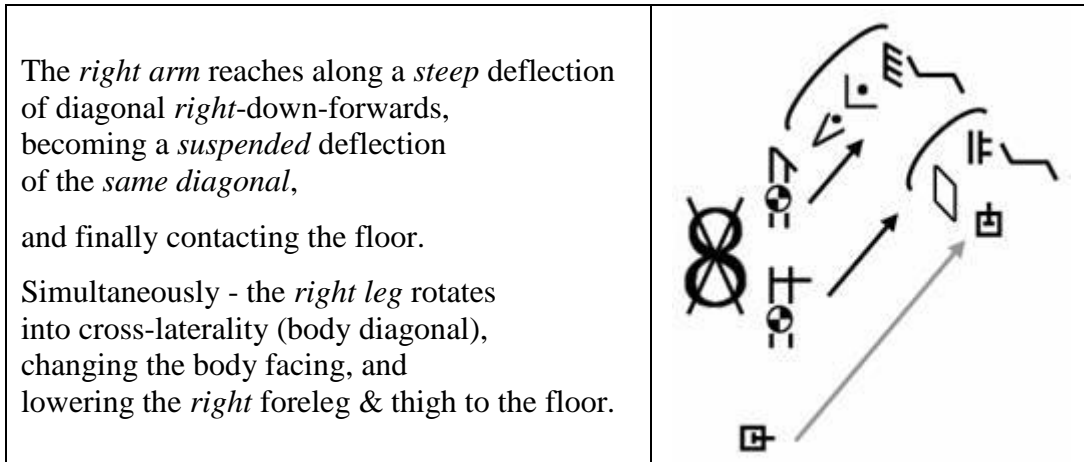 The right arm reaches along a steep deflection
of diagonal right-down-forwards,
becoming a suspended deflection
of the same diagonal,
and finally contacting the floor.
Simultaneously - the right leg rotates
into cross-laterality (body diagonal),
changing the body facing, and
lowering the right foreleg & thigh to the floor.